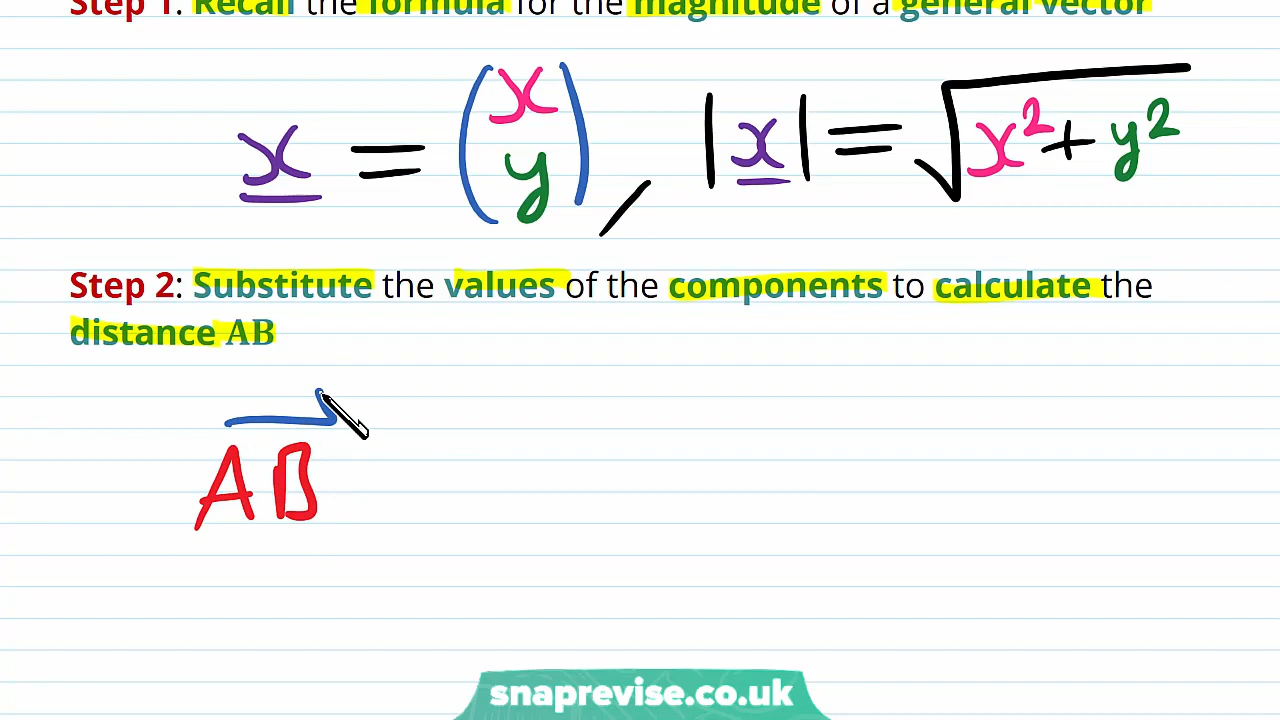 Step 1: Recall the formula for the magnitude of a general vector
x = (x y), |x| = √x² + y²
Step 2: Substitute the values of the components to calculate the
distance AB
AB
snaprevise.co.uk